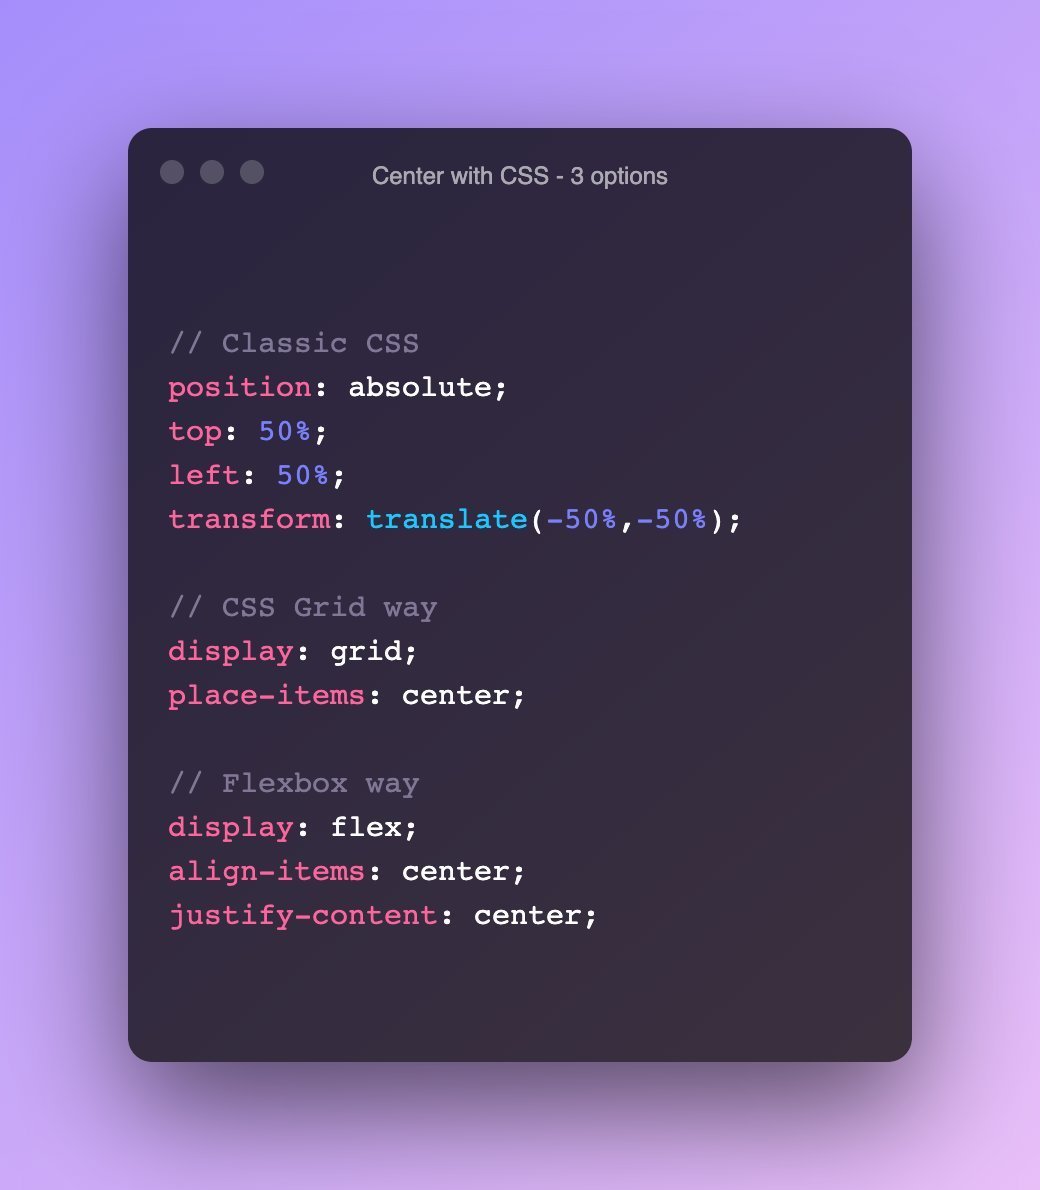 Center with CSS - 3 options
// Classic CSS
position: absolute;
top: 50%;
left: 50%;
transform: translate(-50%,-50%);
// CSS Grid way
display: grid;
place-items: center;
// Flexbox way
display: flex;
align-items: center;
justify-content: center;